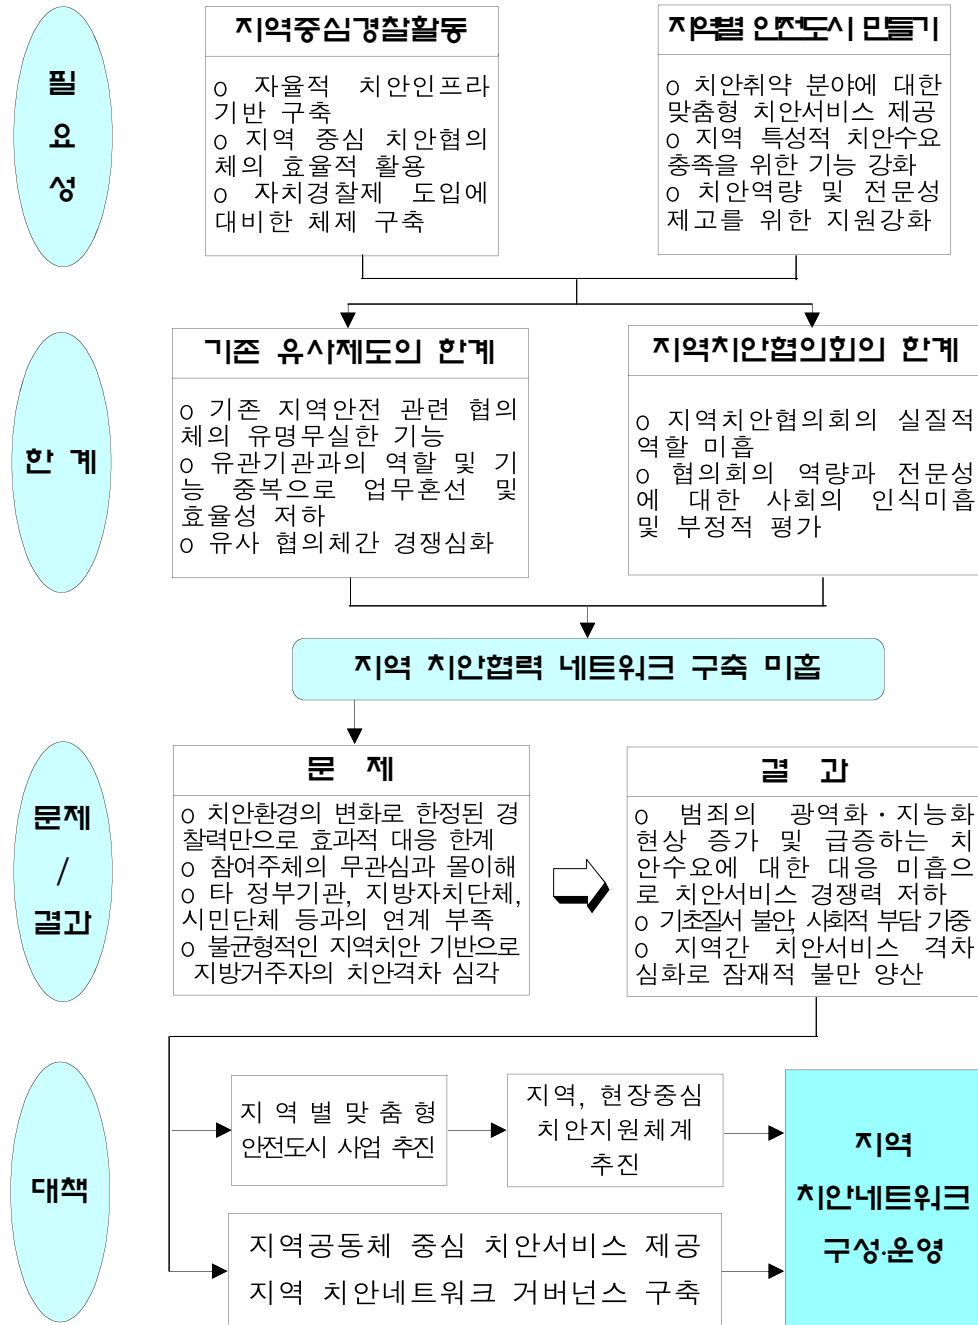 필
요
성
지역중심경찰활동
o 자율적 치안인프라
기반 구축
o 지역 중심 치안협의
체의 효율적 활용
o 자치경찰제 도입에
대비한 체제 구축
지역별 안전도시 만들기
o 치안취약 분야에 대한
맞춤형 치안서비스 제공
o 지역 특성적 치안수요
충족을 위한 기능 강화
o 치안역량 및 전문성
제고를 위한 지원강화
한 계
기존 유사제도의 한계
o 기존 지역안전 관련 협의
체의 유명무실한 기능
o 유관기관과의 역할 및 기
능 중복으로 업무혼선 및
효율성 저하
o 유사 협의체간 경쟁심화
지역치안협의회의 한계
o 지역치안협의회의 실질적
역할 미흡
o 협의회의 역량과 전문성
에 대한 사회의 인식미흡
및 부정적 평가
지역 치안협력 네트워크 구축 미흡
문제
/
결과
문 제
o 치안환경의 변화로 한정된 경
찰력만으로 효과적 대응 한계
o 참여주체의 무관심과 몰이해
o 타 정부기관, 지방자치단체,
시민단체 등과의 연계 부족
o 불균형적인 지역치안 기반으로
지방거주자의 치안격차 심각
결 과
o 범죄의 광역화·지능화
현상 증가 및 급증하는 치
안수요에 대한 대응 미흡으
로 치안서비스 경쟁력 저하
o 기초질서 불안, 사회적 부담 가중
o 지역간 치안서비스 격차
심화로 잠재적 불만 양산
대책
지 역 별 맞 춤 형
안전도시 사업 추진
지역, 현장중심
치안지원체계
추진
지역공동체 중심 치안서비스 제공
지역 치안네트워크 거버넌스 구축
지역
치안네트워크
구성·운영